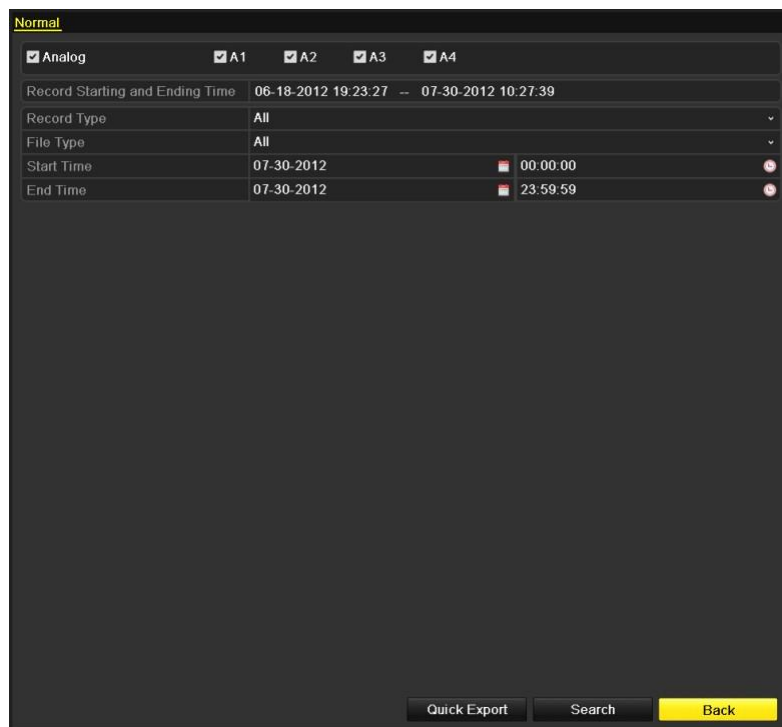 Normal
Analog A1 A2 A3 A4
Record Starting and Ending Time 06-18-2012 19:23:27 -- 07-30-2012 10:27:39
Record Type All
File Type All
Start Time 07-30-2012 00:00:00
End Time 07-30-2012 23:59:59
Quick Export Search Back